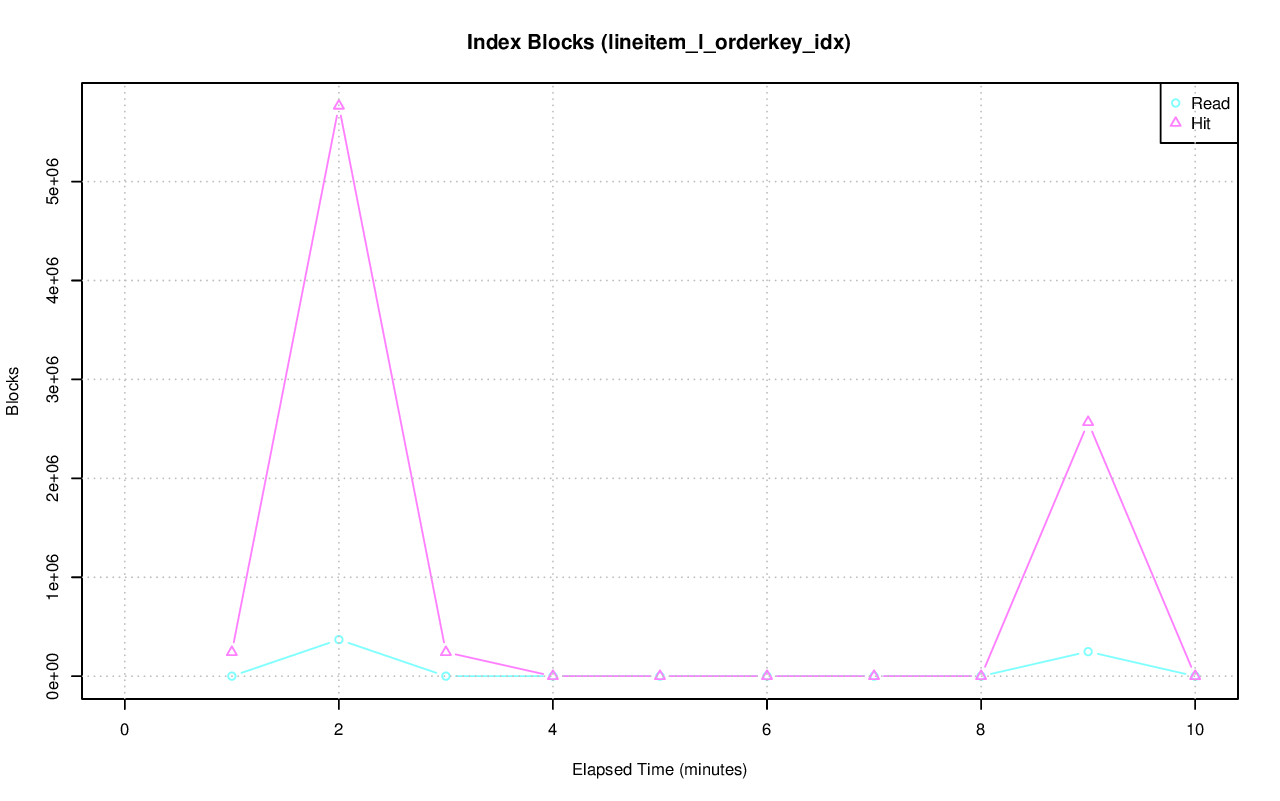 Index Blocks (lineitem_l_orderkey_idx)
Read
Hit
5e+06
4e+06
3e+06
2e+06
1e+06
0e+00
Blocks
0 2 4 6 8 10
Elapsed Time (minutes)